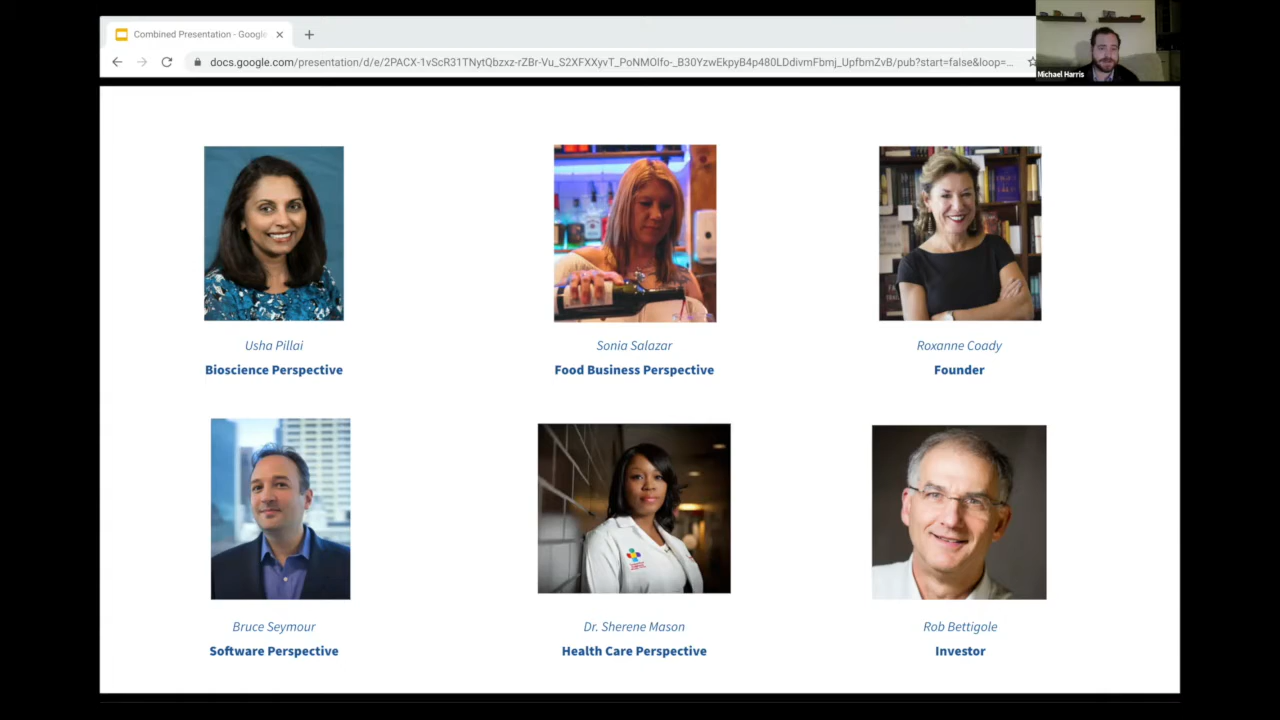 Combined Presentation - Google
docs.google.com/presentation/d/e/2PACX-1vScR31TNytQbzxz-rZBr-Vu_S2XFXXyvT_PoNMOlfo-_B30YzwEkpyB4p480LDdivmFbmj_UpfbmZvB/pub?start=false&loop=...
Michael Harris
Usha Pillai
Sonia Salazar
Roxanne Coady
Bioscience Perspective
Food Business Perspective
Founder
Bruce Seymour
Dr. Sherene Mason
Rob Bettigole
Software Perspective
Health Care Perspective
Investor